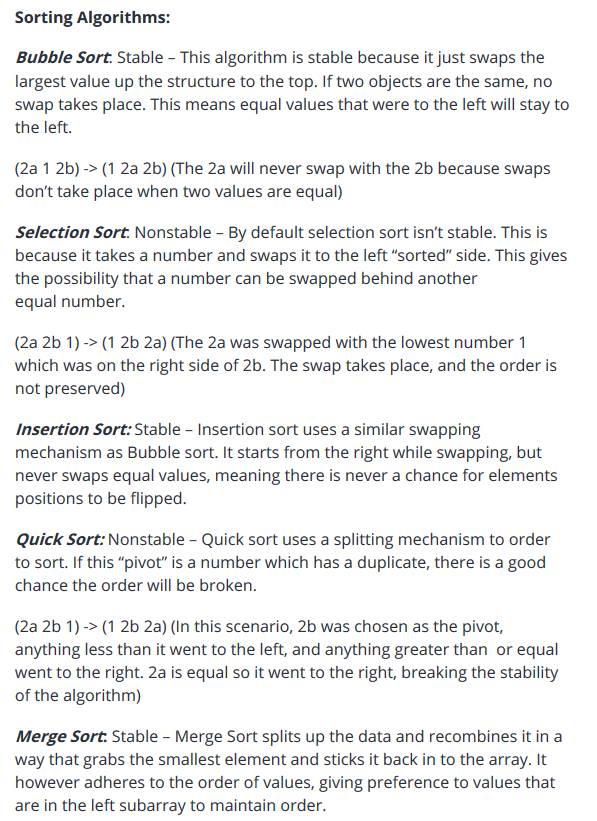 Sorting Algorithms:
Bubble Sort: Stable – This algorithm is stable because it just swaps the
largest value up the structure to the top. If two objects are the same, no
swap takes place. This means equal values that were to the left will stay to
the left.
(2a 1 2b) -> (1 2a 2b) (The 2a will never swap with the 2b because swaps
don’t take place when two values are equal)
Selection Sort: Nonstable – By default selection sort isn’t stable. This is
because it takes a number and swaps it to the left “sorted” side. This gives
the possibility that a number can be swapped behind another
equal number.
(2a 2b 1) -> (1 2b 2a) (The 2a was swapped with the lowest number 1
which was on the right side of 2b. The swap takes place, and the order is
not preserved)
Insertion Sort: Stable – Insertion sort uses a similar swapping
mechanism as Bubble sort. It starts from the right while swapping, but
never swaps equal values, meaning there is never a chance for elements
positions to be flipped.
Quick Sort: Nonstable – Quick sort uses a splitting mechanism to order
to sort. If this “pivot” is a number which has a duplicate, there is a good
chance the order will be broken.
(2a 2b 1) -> (1 2b 2a) (In this scenario, 2b was chosen as the pivot,
anything less than it went to the left, and anything greater than  or equal
went to the right. 2a is equal so it went to the right, breaking the stability
of the algorithm)
Merge Sort: Stable – Merge Sort splits up the data and recombines it in a
way that grabs the smallest element and sticks it back in to the array. It
however adheres to the order of values, giving preference to values that
are in the left subarray to maintain order.